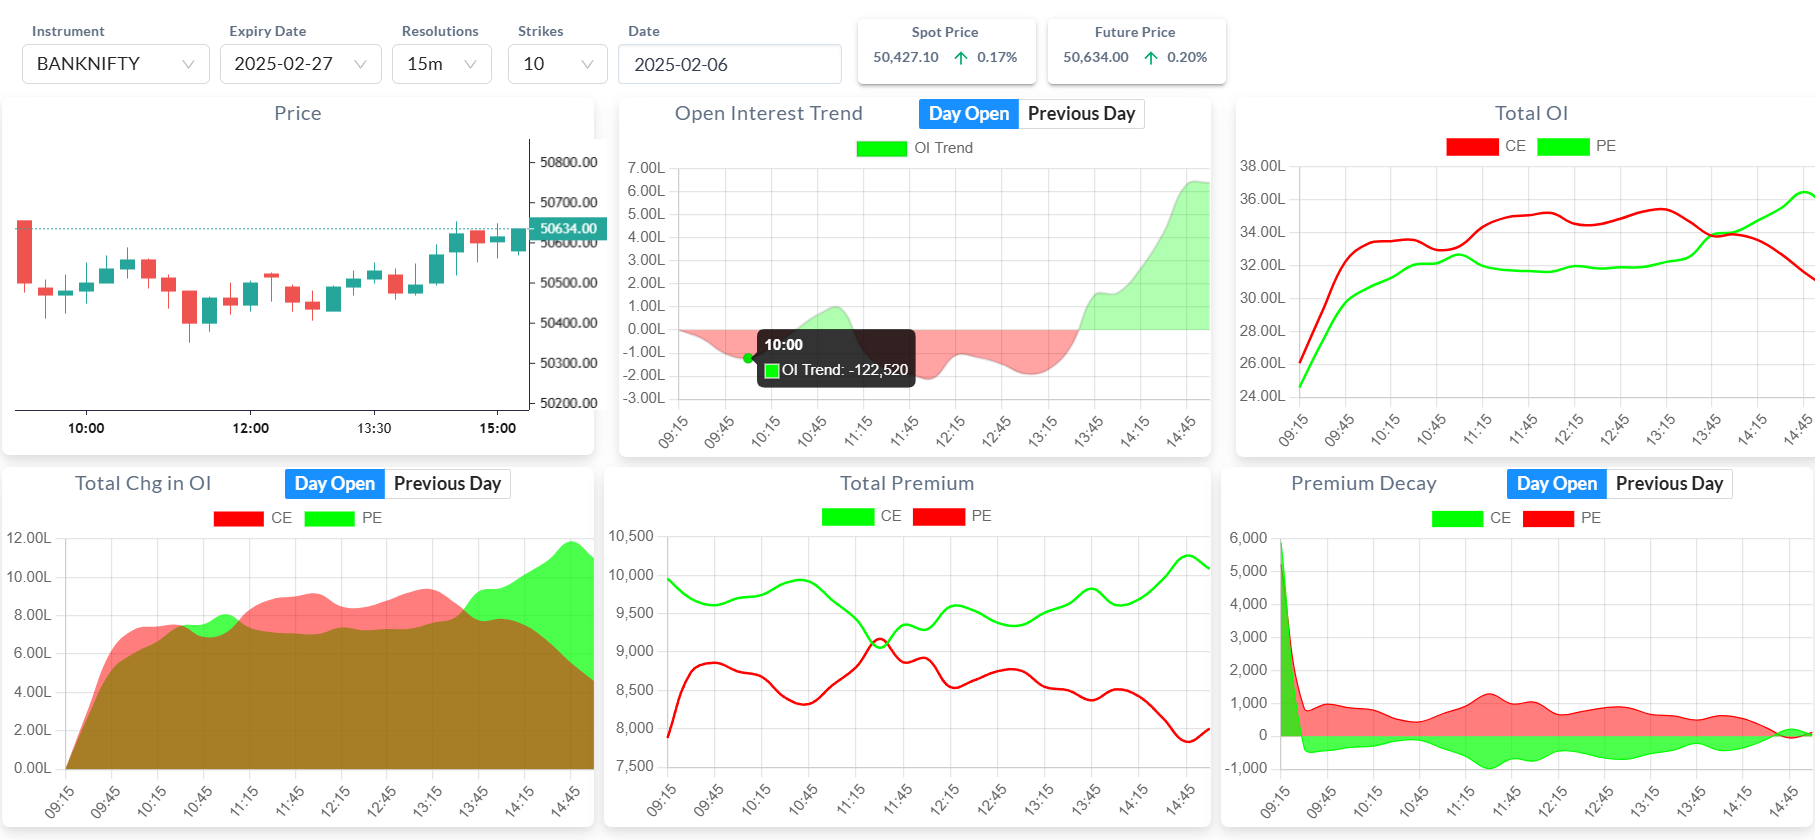 Instrument Expiry Date Resolutions Strikes Date Spot Price Future Price
BANKNIFTY 2025-02-27 15m 10 2025-02-06 50,427.10 0.17% 50,634.00 0.20%
Price
50800.00
50700.00
50634.00
50600.00
50500.00
50400.00
50300.00
50200.00
10:00 12:00 13:30 15:00
Open Interest Trend Day Open Previous Day
OI Trend
7.00L
6.00L
5.00L
4.00L
3.00L
2.00L
1.00L
0.00L
-1.00L
-2.00L
-3.00L
10:00
OI Trend: -122,520
09:15 09:45 10:15 10:45 11:15 11:45 12:15 12:45 13:15 13:45 14:15 14:45
Total OI
CE PE
38.00L
36.00L
34.00L
32.00L
30.00L
28.00L
26.00L
24.00L
09:15 09:45 10:15 10:45 11:15 11:45 12:15 12:45 13:15 13:45 14:15 14:45
Total Chg in OI Day Open Previous Day
CE PE
12.00L
10.00L
8.00L
6.00L
4.00L
2.00L
0.00L
09:15 09:45 10:15 10:45 11:15 11:45 12:15 12:45 13:15 13:45 14:15 14:45
Total Premium
CE PE
10,500
10,000
9,500
9,000
8,500
8,000
7,500
09:15 09:45 10:15 10:45 11:15 11:45 12:15 12:45 13:15 13:45 14:15 14:45
Premium Decay Day Open Previous Day
CE PE
6,000
5,000
4,000
3,000
2,000
1,000
0
-1,000
09:15 09:45 10:15 10:45 11:15 11:45 12:15 12:45 13:15 13:45 14:15 14:45